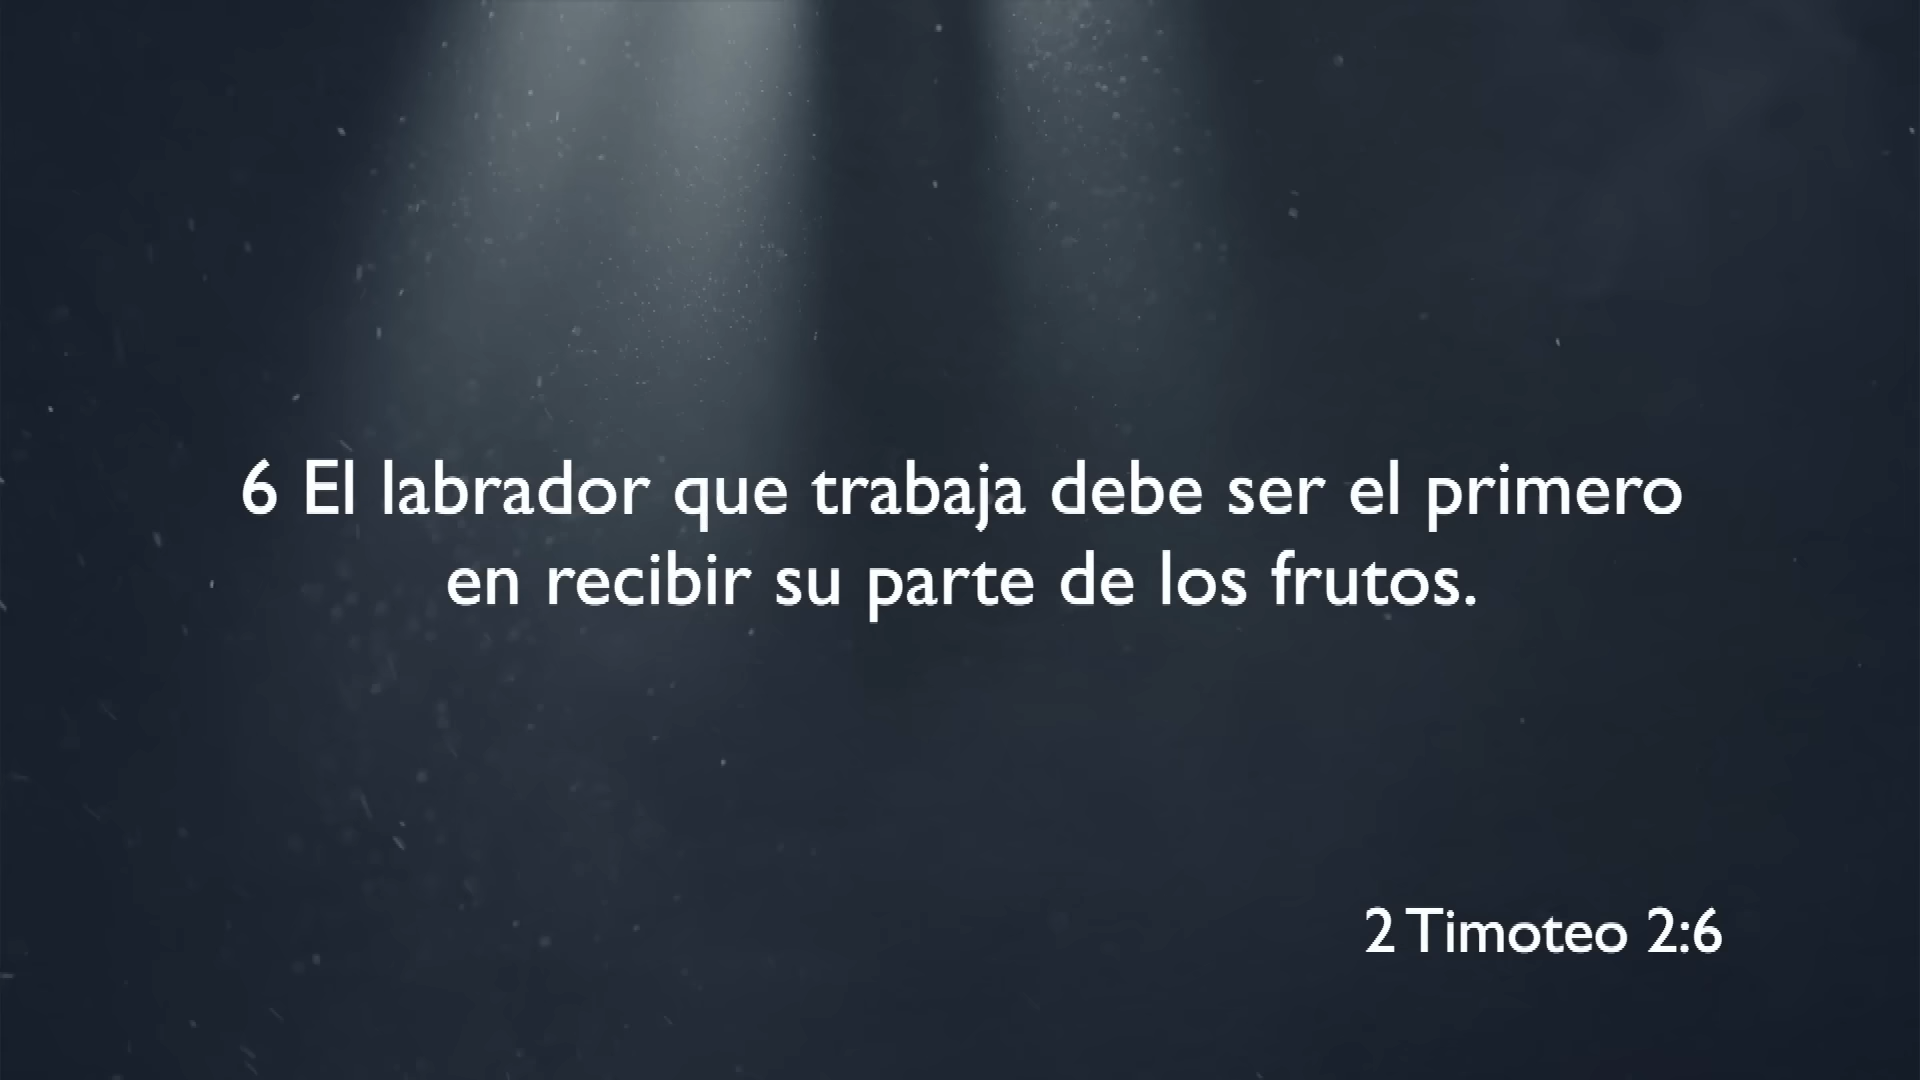 6 El labrador que trabaja debe ser el primero
en recibir su parte de los frutos.
2 Timoteo 2:6